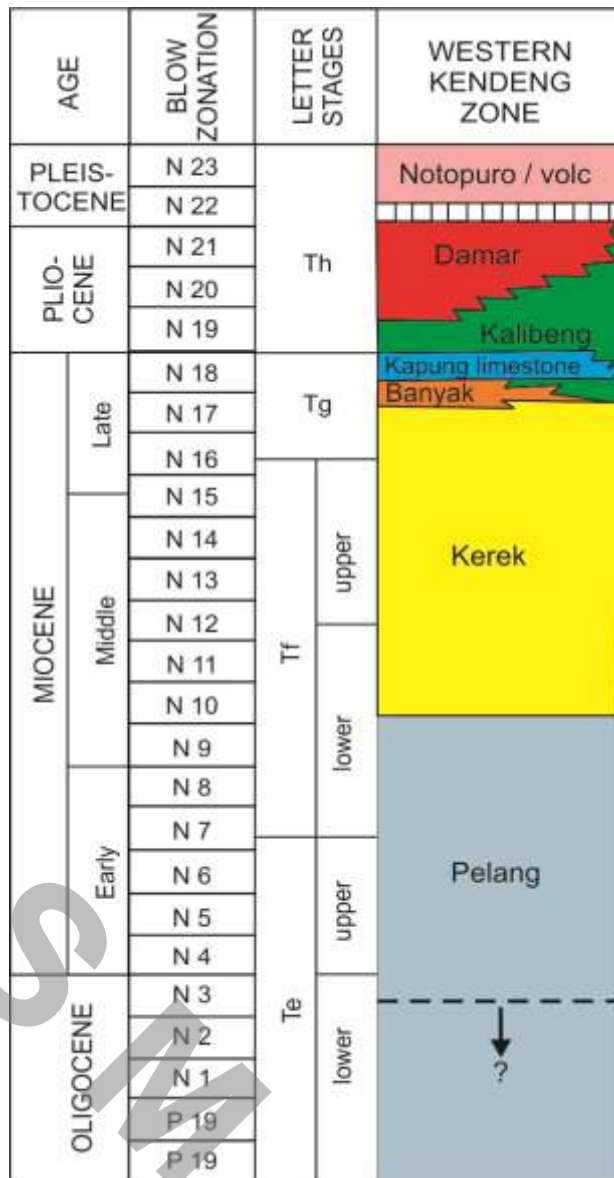 AGE
BLOW
ZONATION
LETTER
STAGES
WESTERN
KENDENG
ZONE
PLEIS-
TOCENE
PLIO-
CENE
MIOCENE
Late
Middle
Early
OLIGOCENE
N 23
N 22
N 21
N 20
N 19
N 18
N 17
N 16
N 15
N 14
N 13
N 12
N 11
N 10
N 9
N 8
N 7
N 6
N 5
N 4
N 3
N 2
N 1
P 19
P 19
Th
Tg
Tf
upper
lower
Te
upper
lower
Notopuro / volc
Damar
Kalibeng
Kapung limestone
Banyak
Kerek
Pelang
?
S
M